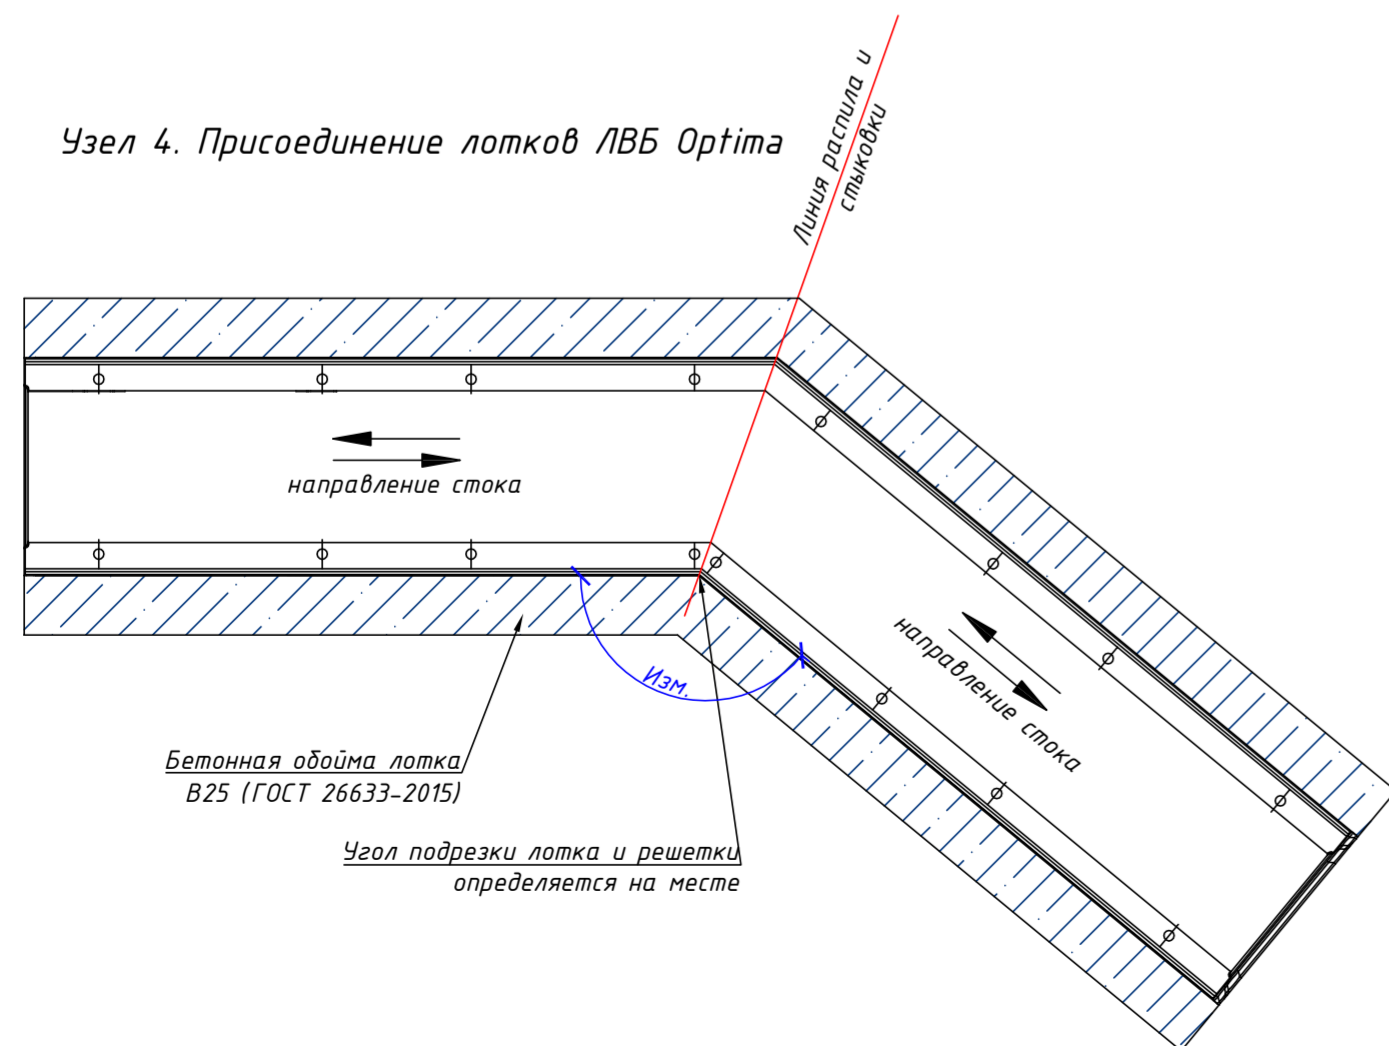 Узел 4. Присоединение лотков ЛВБ Optima
Линия распила и
стыковки
направление стока
направление стока
Изм.
Бетонная обойма лотка
В25 (ГОСТ 26633-2015)
Угол подрезки лотка и решетки
определяется на месте